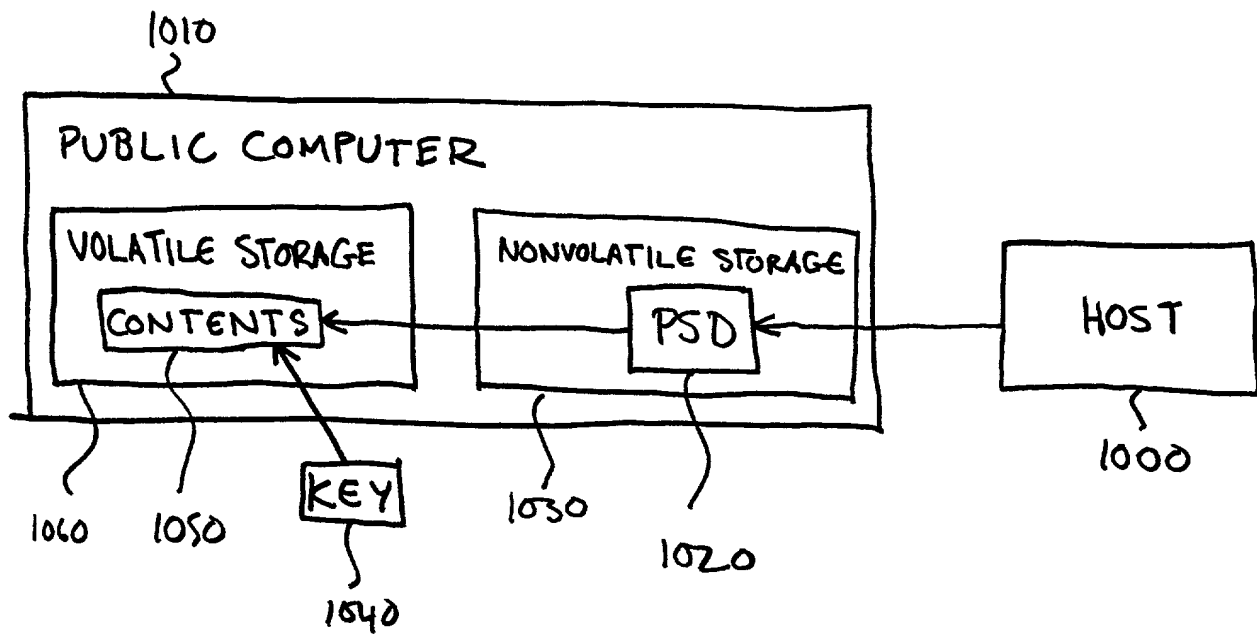 1010
PUBLIC COMPUTER
VOLATILE STORAGE
NONVOLATILE STORAGE
CONTENTS
PSD
HOST
KEY
1060
1050
1040
1030
1020
1000